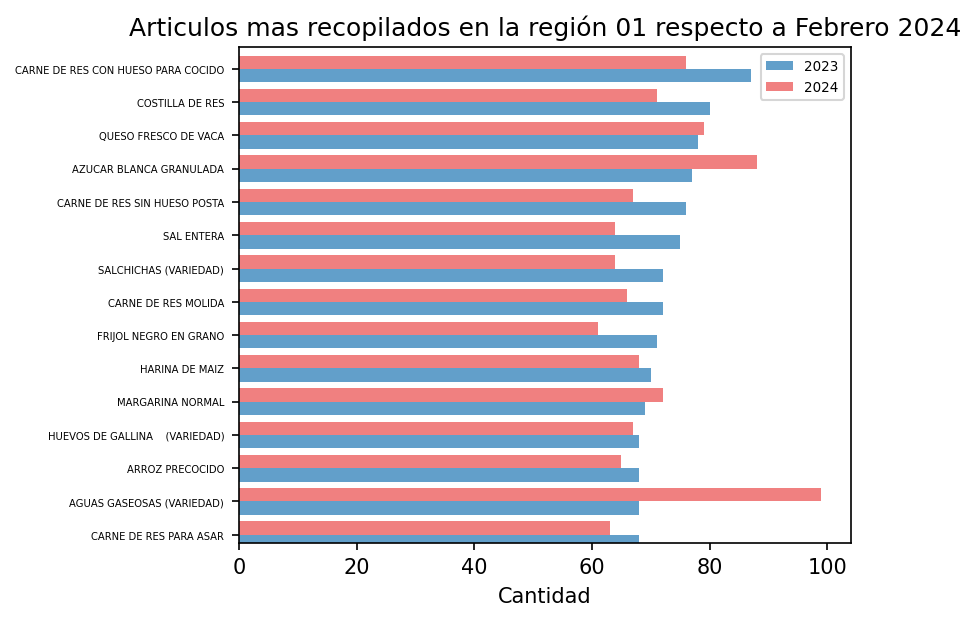 Articulos mas recopilados en la región 01 respecto a Febrero 2024
2023
2024
CARNE DE RES CON HUESO PARA COCIDO
COSTILLA DE RES
QUESO FRESCO DE VACA
AZUCAR BLANCA GRANULADA
CARNE DE RES SIN HUESO POSTA
SAL ENTERA
SALCHICHAS (VARIEDAD)
CARNE DE RES MOLIDA
FRIJOL NEGRO EN GRANO
HARINA DE MAIZ
MARGARINA NORMAL
HUEVOS DE GALLINA    (VARIEDAD)
ARROZ PRECOCIDO
AGUAS GASEOSAS (VARIEDAD)
CARNE DE RES PARA ASAR
0 20 40 60 80 100
Cantidad